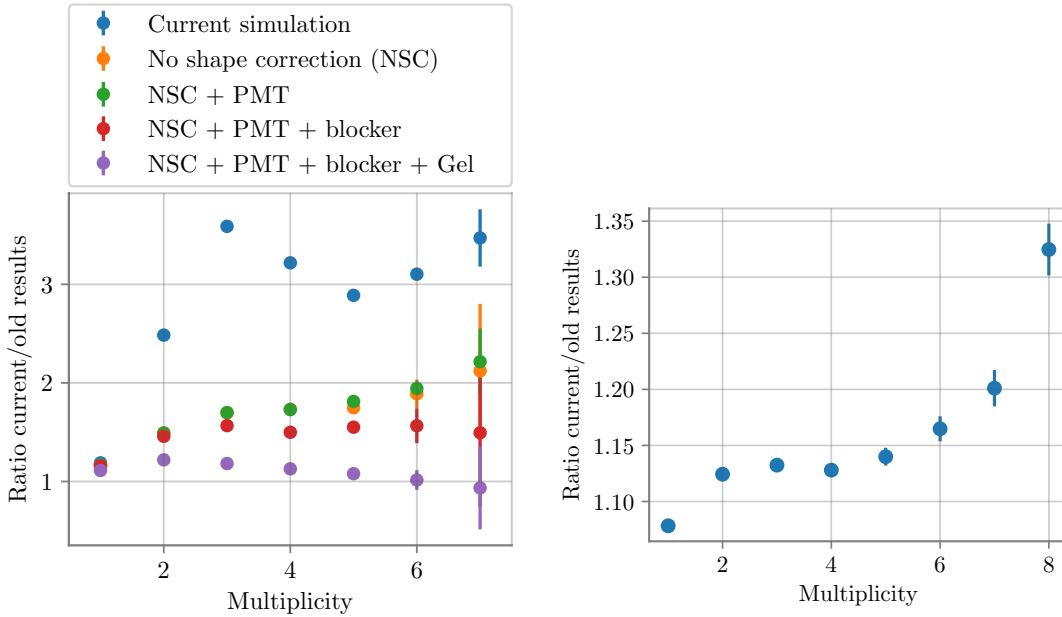 Current simulation
No shape correction (NSC)
NSC + PMT
NSC + PMT + blocker
NSC + PMT + blocker + Gel
Ratio current/old results
3
2
1
2
4
6
Multiplicity
Ratio current/old results
1.35
1.30
1.25
1.20
1.15
1.10
2
4
6
8
Multiplicity